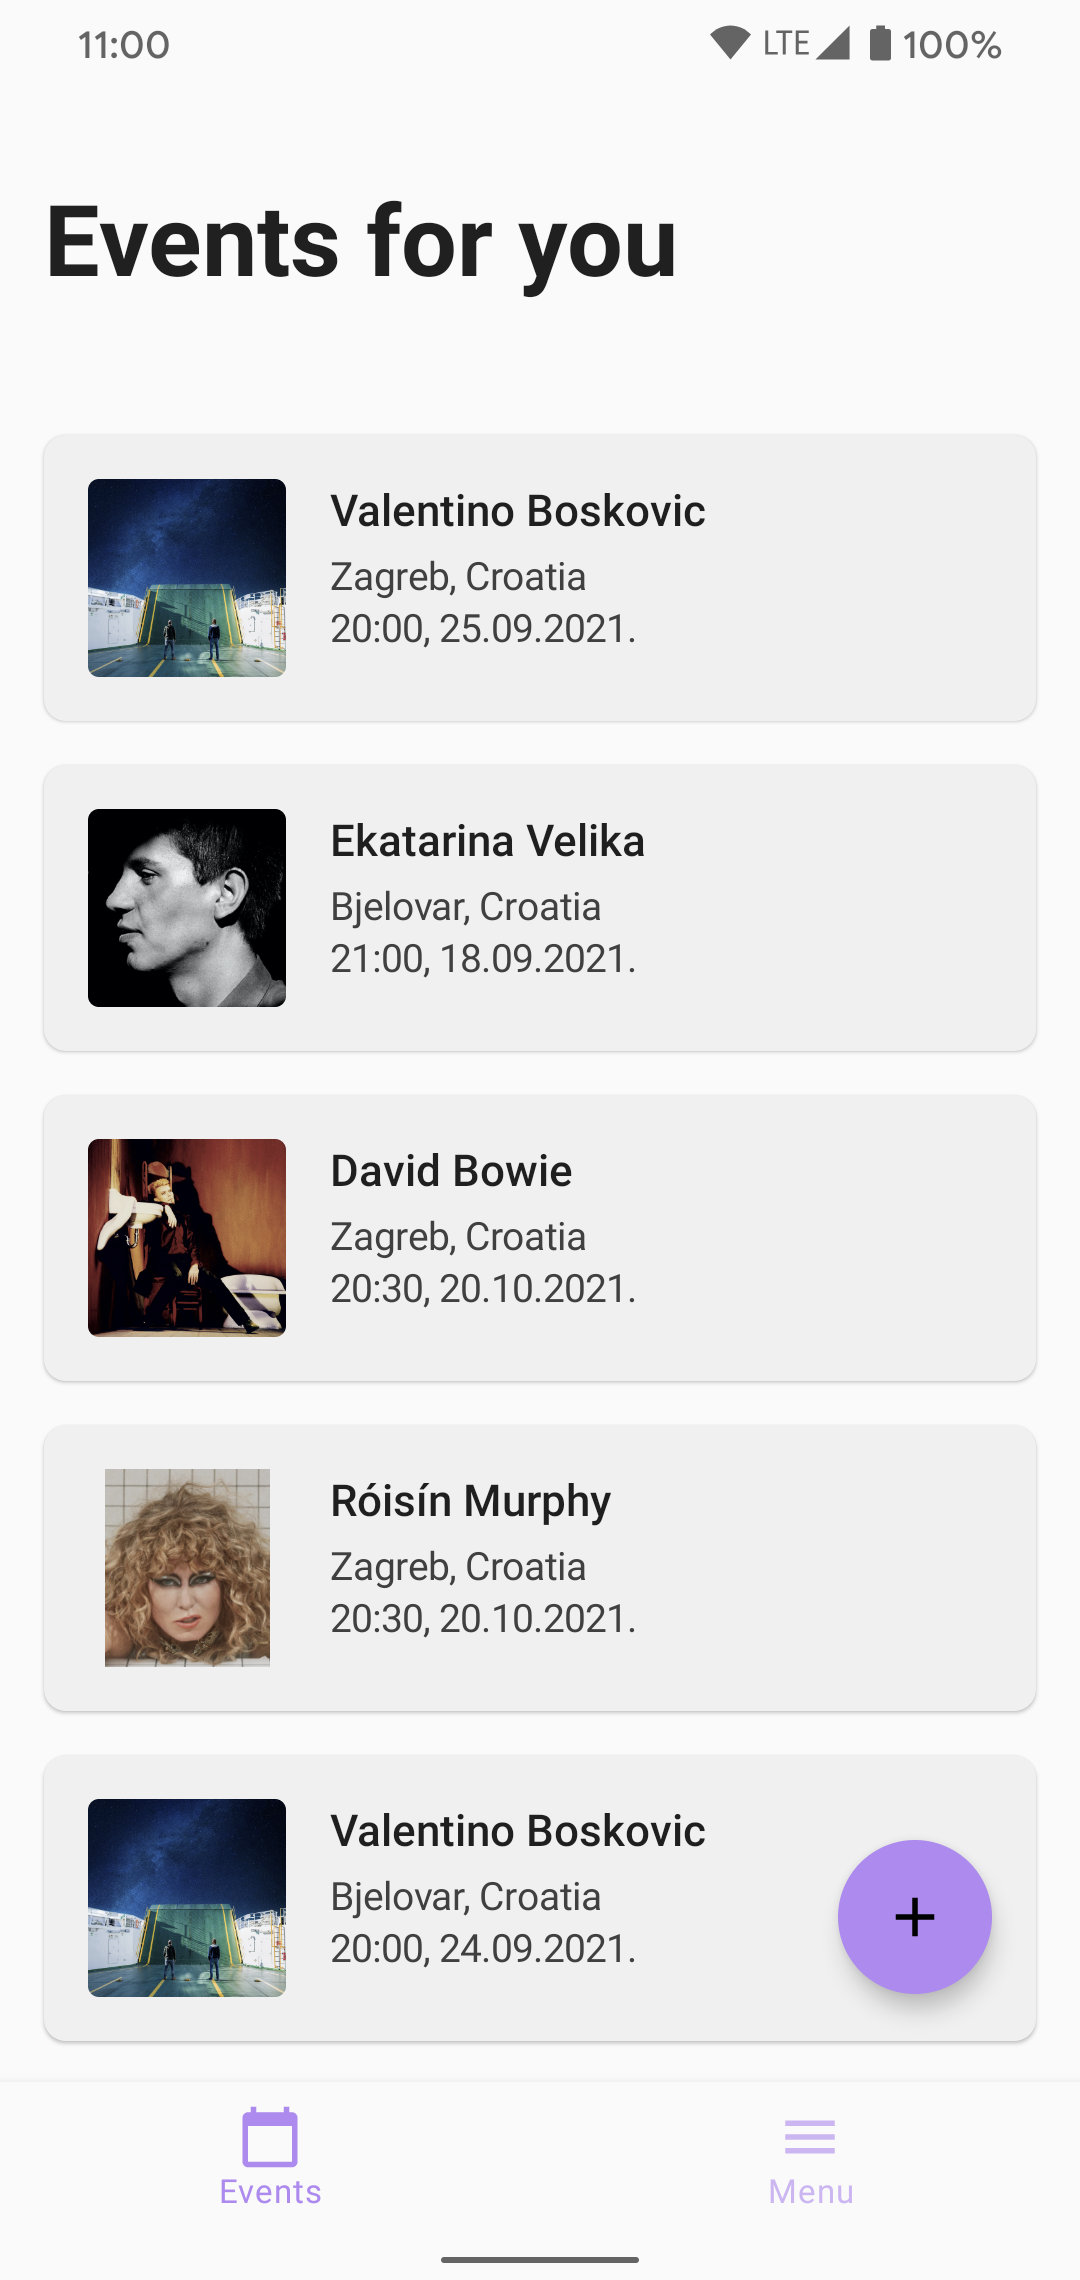 11:00
LTE 100%
Events for you
Valentino Boskovic
Zagreb, Croatia
20:00, 25.09.2021.
Ekatarina Velika
Bjelovar, Croatia
21:00, 18.09.2021.
David Bowie
Zagreb, Croatia
20:30, 20.10.2021.
Róisín Murphy
Zagreb, Croatia
20:30, 20.10.2021.
Valentino Boskovic
Bjelovar, Croatia
20:00, 24.09.2021.
Events
Menu